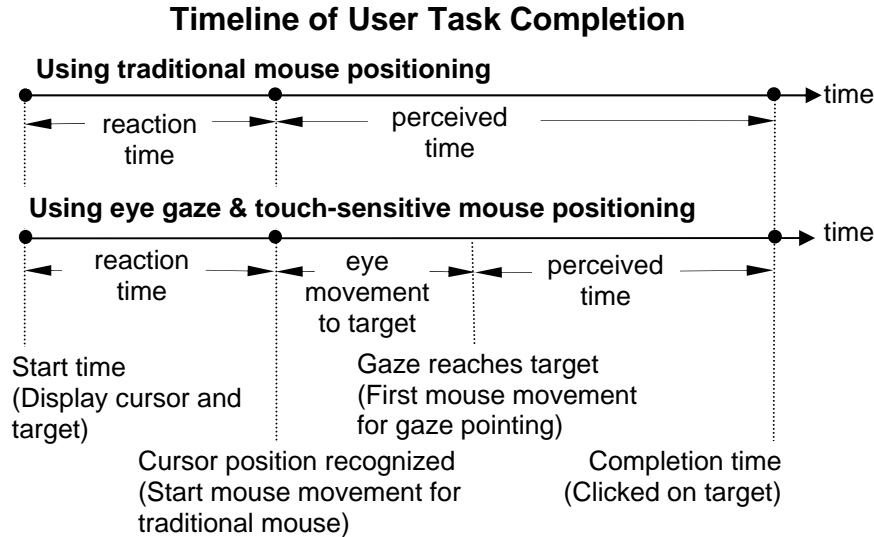 Timeline of User Task Completion
Using traditional mouse positioning
time
reaction
time
perceived
time
Using eye gaze & touch-sensitive mouse positioning
time
reaction
time
eye
movement
to target
perceived
time
Start time
(Display cursor and
target)
Gaze reaches target
(First mouse movement
for gaze pointing)
Cursor position recognized
(Start mouse movement for
traditional mouse)
Completion time
(Clicked on target)